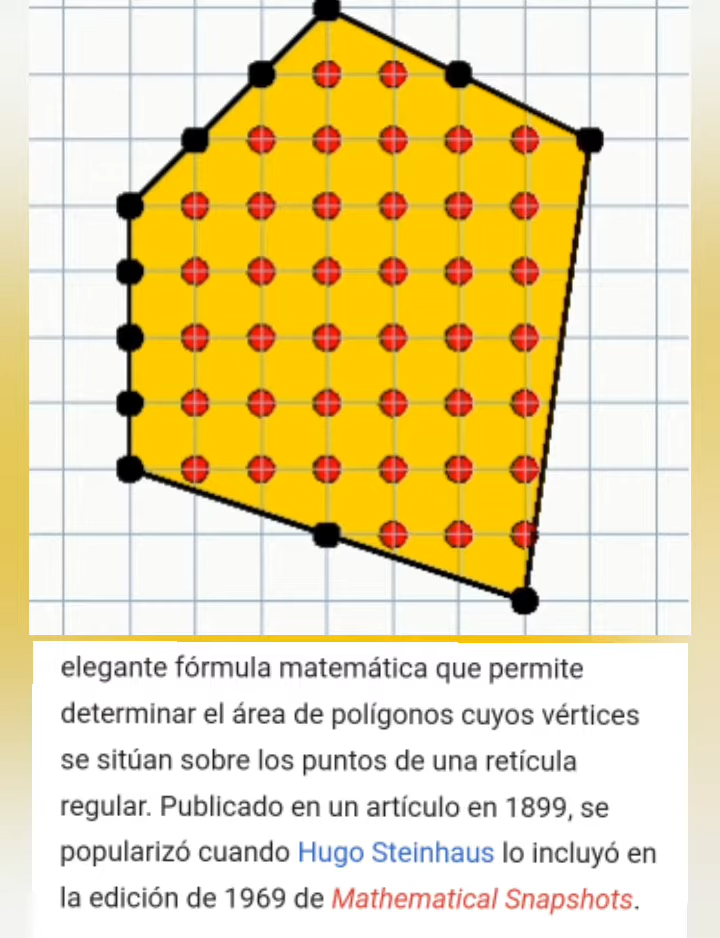 elegante fórmula matemática que permite
determinar el área de polígonos cuyos vértices
se sitúan sobre los puntos de una retícula
regular. Publicado en un artículo en 1899, se
popularizó cuando Hugo Steinhaus lo incluyó en
la edición de 1969 de Mathematical Snapshots.